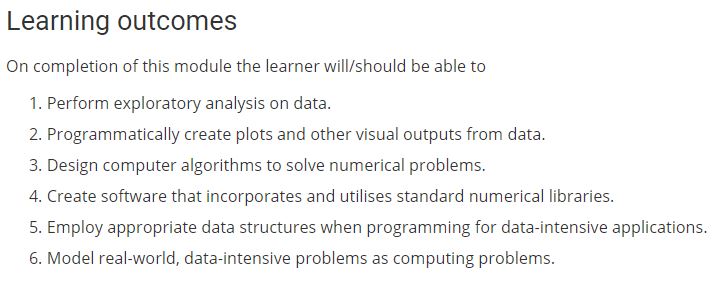 Learning outcomes
On completion of this module the learner will/should be able to
1. Perform exploratory analysis on data.
2. Programmatically create plots and other visual outputs from data.
3. Design computer algorithms to solve numerical problems.
4. Create software that incorporates and utilises standard numerical libraries.
5. Employ appropriate data structures when programming for data-intensive applications.
6. Model real-world, data-intensive problems as computing problems.